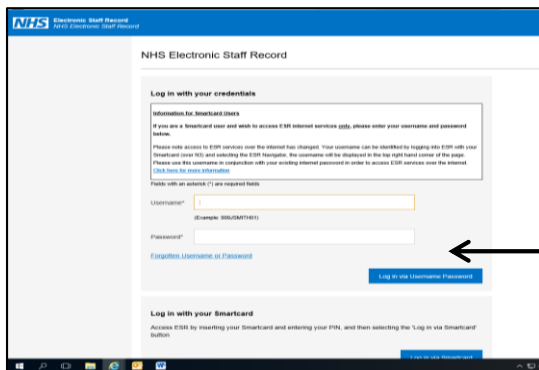 NHS Electronic Staff Record
NHS Electronic Staff Record
NHS Electronic Staff Record
Log in with your credentials
Information for Smartcard Users
If you are a Smartcard user and wish to access ESR internet services only, please enter your username and password
below.
Please note access to ESR services over the internet has changed. Your username can be identified by logging into ESR with your
Smartcard (over N3) and selecting the ESR Navigator, the username will be displayed in the top right hand corner of the page.
Please use this username in conjunction with your existing internet password in order to access ESR services over the internet.
Click here for more information
Fields with an asterisk (*) are required fields
Username*
(Example: 999JSMITH01)
Password*
Forgotten Username or Password
Log in via Username Password
Log in with your Smartcard
Access ESR by inserting your Smartcard and entering your PIN, and then selecting the 'Log in via Smartcard'
button
Log in via Smartcard